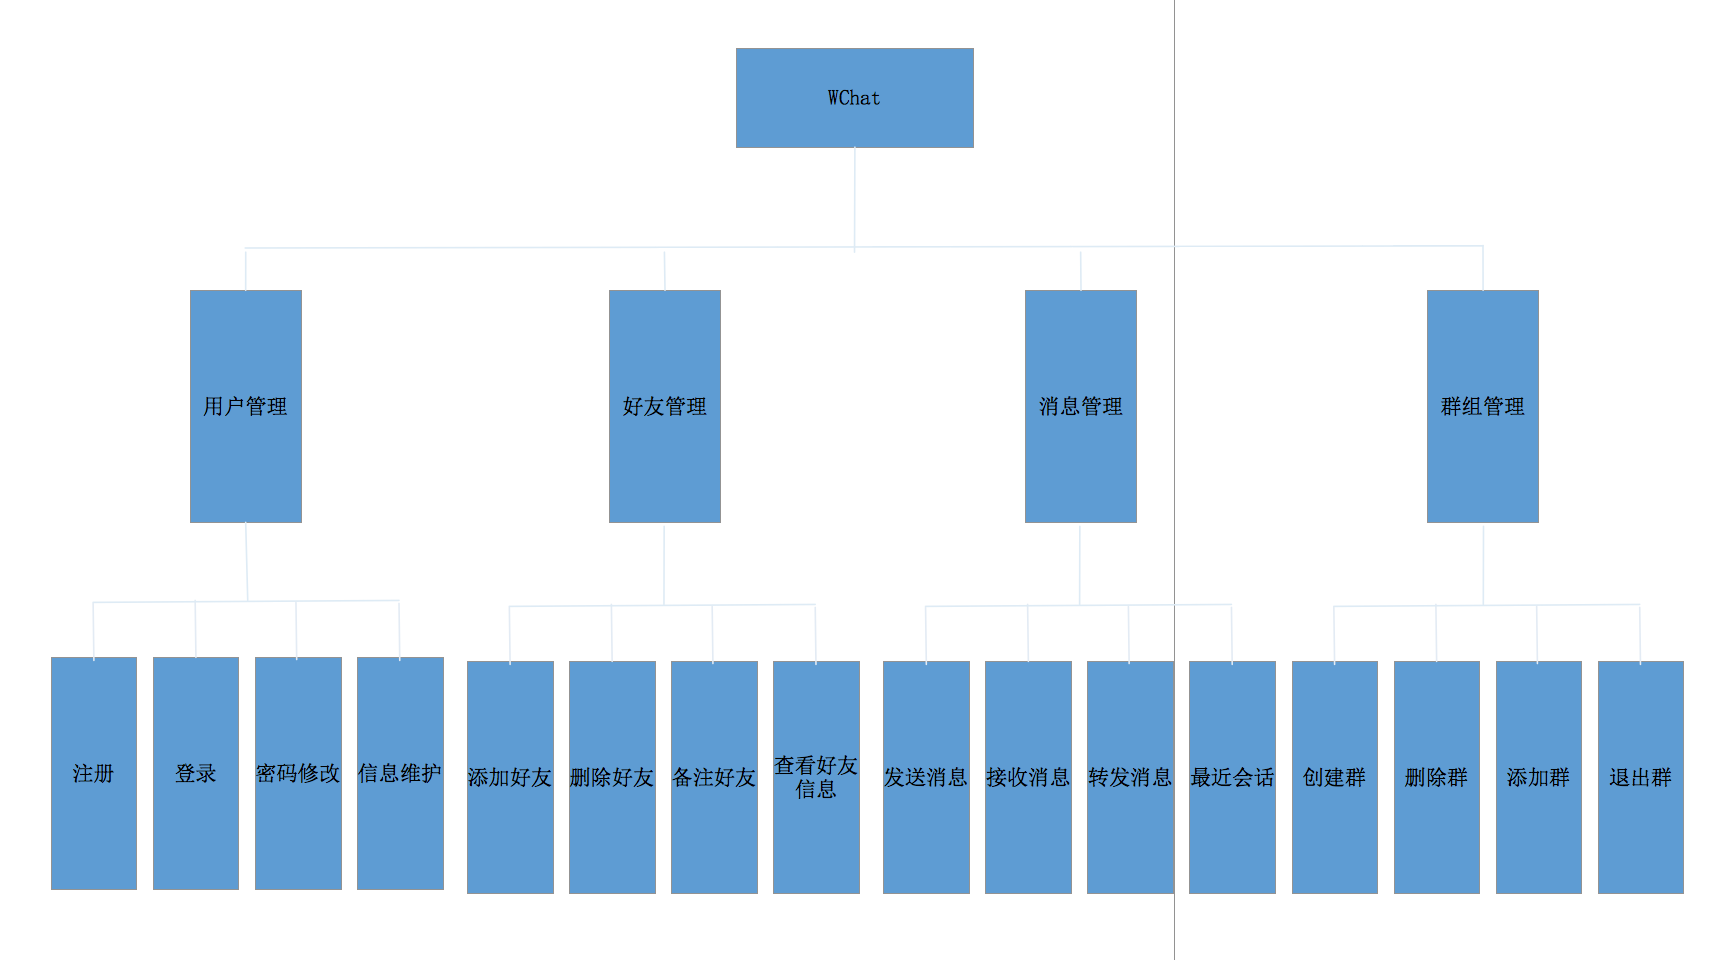 WChat
用户管理
好友管理
消息管理
群组管理
注册
登录
密码修改
信息维护
添加好友
删除好友
备注好友
查看好友
信息
发送消息
接收消息
转发消息
最近会话
创建群
删除群
添加群
退出群